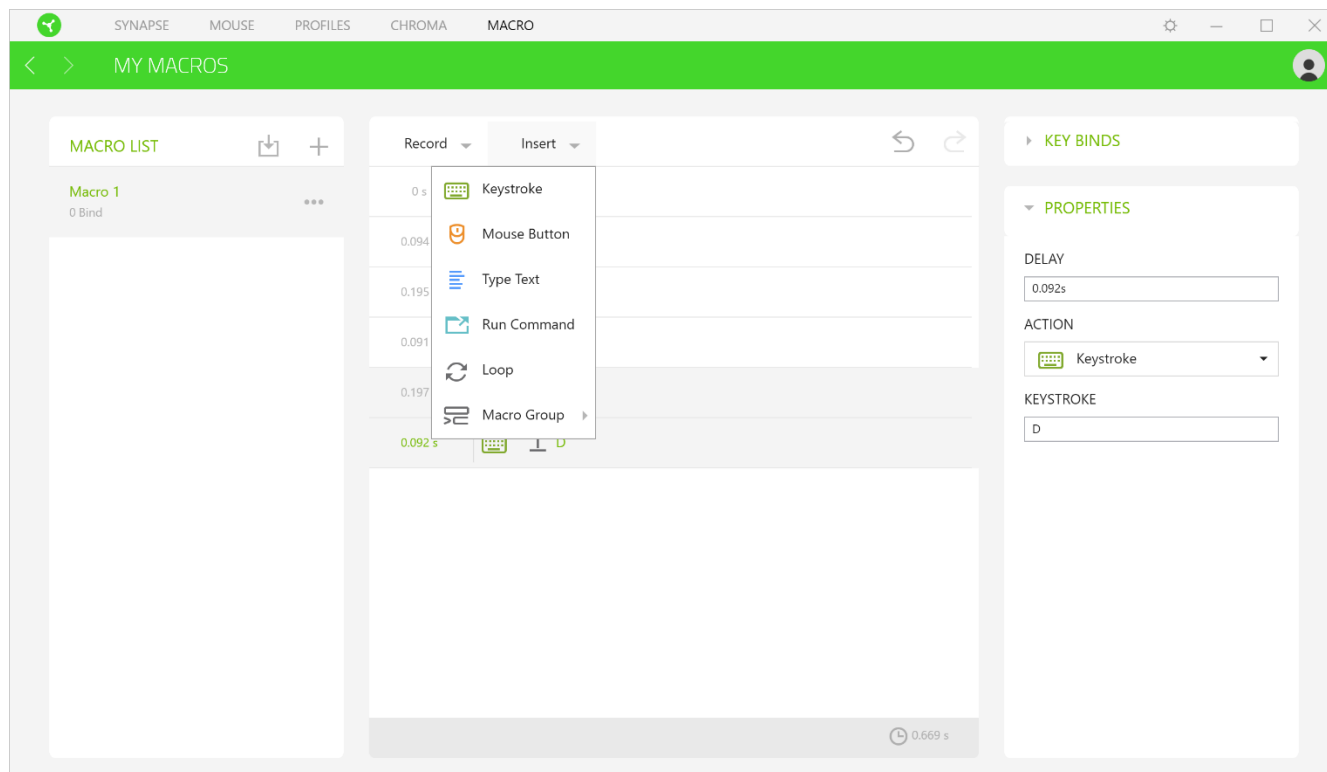 SYNAPSE MOUSE PROFILES CHROMA MACRO
MY MACROS
MACRO LIST
Macro 1
0 Bind
Record Insert
Keystroke
Mouse Button
Type Text
Run Command
Loop
Macro Group
0 s
0.094
0.195
0.091
0.197
0.092 s D
0.669 s
KEY BINDS
PROPERTIES
DELAY
0.092s
ACTION
Keystroke
KEYSTROKE
D